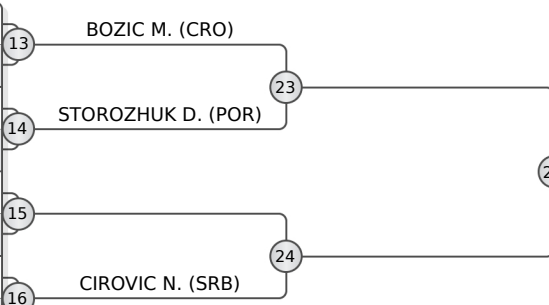 BOZIC M. (CRO)
13
23
STOROZHUK D. (POR)
14
15
24
CIROVIC N. (SRB)
16